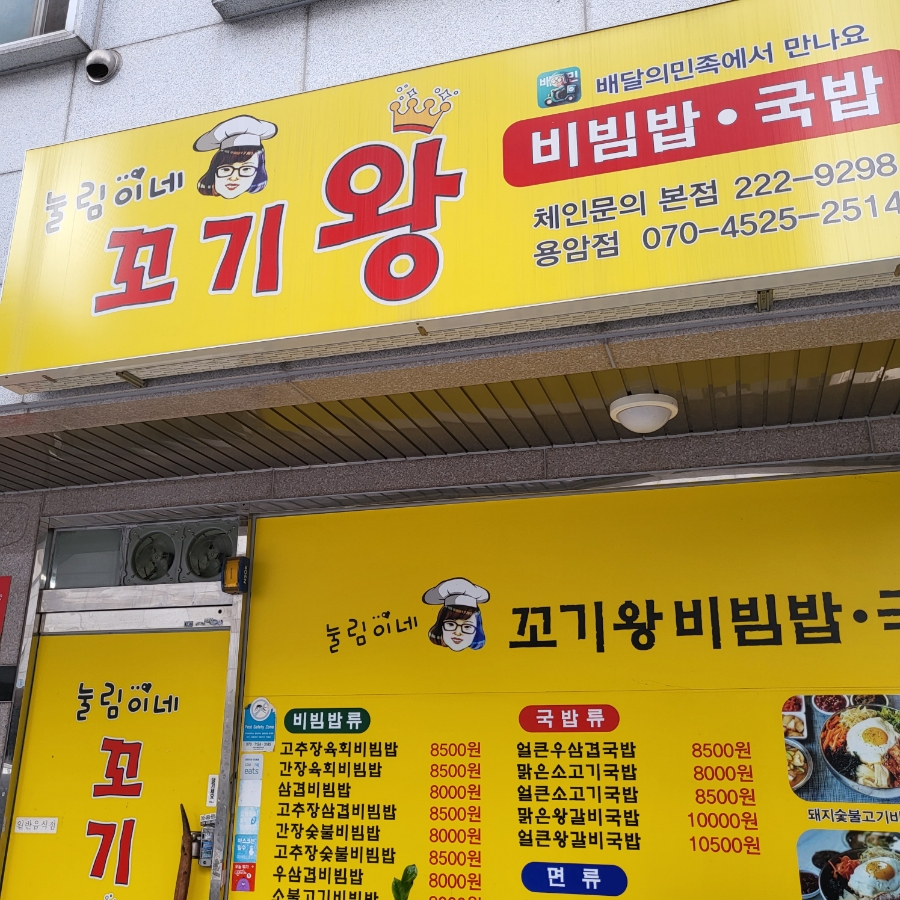 배달의민족에서 만나요
비빔밥 • 국밥
눌림이네
꼬기왕
체인문의 본점 222-9298
용암점 070-4525-2514
눌림이네
꼬기왕비빔밥•국
눌림이네
꼬기
비빔밥류
고추장육회비빔밥 8500원
간장육회비빔밥 8500원
삼겹비빔밥 8000원
고추장삼겹비빔밥 8500원
간장숯불비빔밥 8000원
고추장숯불비빔밥 8500원
우삼겹비빔밥 8000원
소불고기비빔밥
국밥류
얼큰우삼겹국밥 8500원
맑은소고기국밥 8000원
얼큰소고기국밥 8500원
맑은왕갈비국밥 10000원
얼큰왕갈비국밥 10500원
면류
돼지숯불고기비
eats